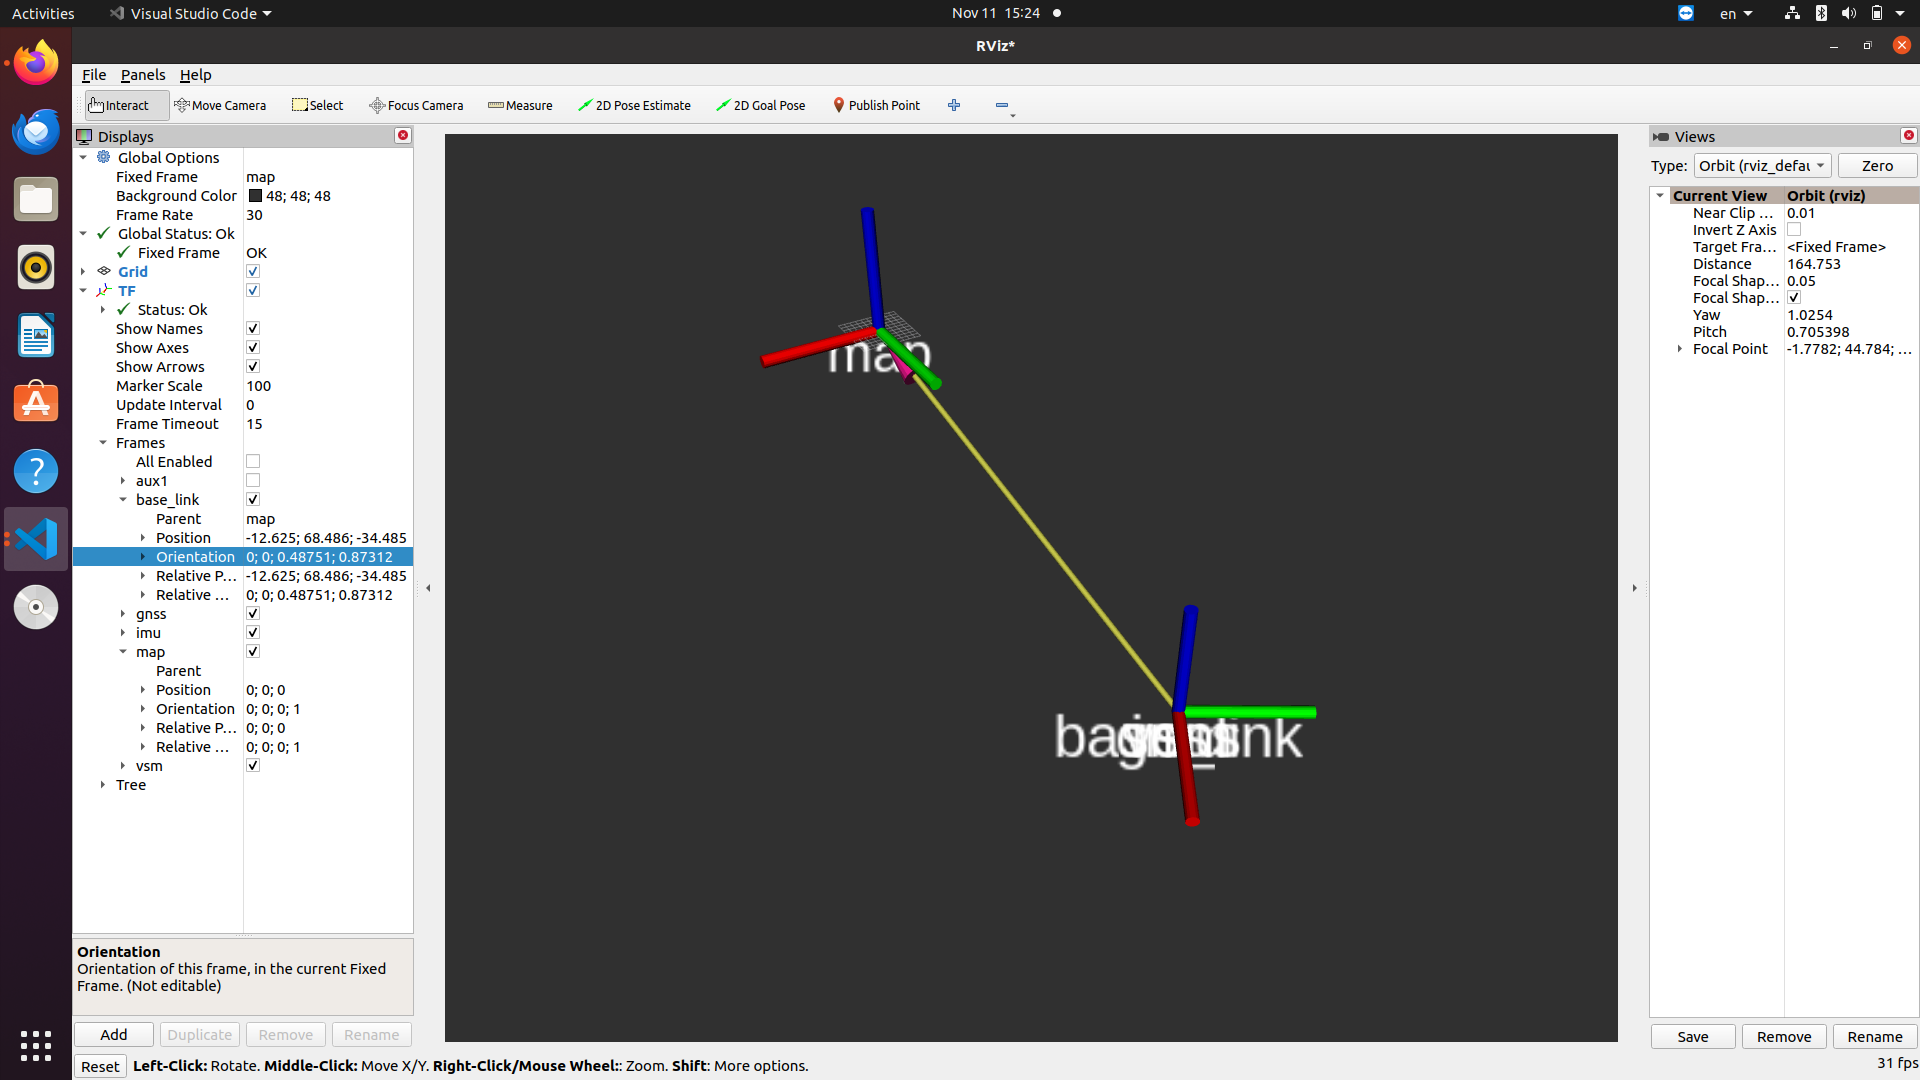 Activities
Visual Studio Code
Nov 11 15:24
en
RViz*
File Panels Help
Interact
Move Camera
Select
Focus Camera
Measure
2D Pose Estimate
2D Goal Pose
Publish Point
Displays
Global Options
Fixed Frame map
Background Color 48; 48; 48
Frame Rate 30
Global Status: Ok
Fixed Frame OK
Grid
TF
Status: Ok
Show Names
Show Axes
Show Arrows
Marker Scale 100
Update Interval 0
Frame Timeout 15
Frames
All Enabled
aux1
base_link
Parent map
Position -12.625; 68.486; -34.485
Orientation 0; 0; 0.48751; 0.87312
Relative P... -12.625; 68.486; -34.485
Relative ... 0; 0; 0.48751; 0.87312
gnss
imu
map
Parent
Position 0; 0; 0
Orientation 0; 0; 0; 1
Relative P... 0; 0; 0
Relative ... 0; 0; 0; 1
vsm
Tree
Orientation
Orientation of this frame, in the current Fixed
Frame. (Not editable)
Add Duplicate Remove Rename
Reset Left-Click: Rotate. Middle-Click: Move X/Y. Right-Click/Mouse Wheel:: Zoom. Shift: More options.
map
Views
Type: Orbit (rviz_defau Zero
Current View Orbit (rviz)
Near Clip ... 0.01
Invert Z Axis
Target Fra... <Fixed Frame>
Distance 164.753
Focal Shap... 0.05
Focal Shap...
Yaw 1.0254
Pitch 0.705398
Focal Point -1.7782; 44.784; ...
Save Remove Rename
31 fps